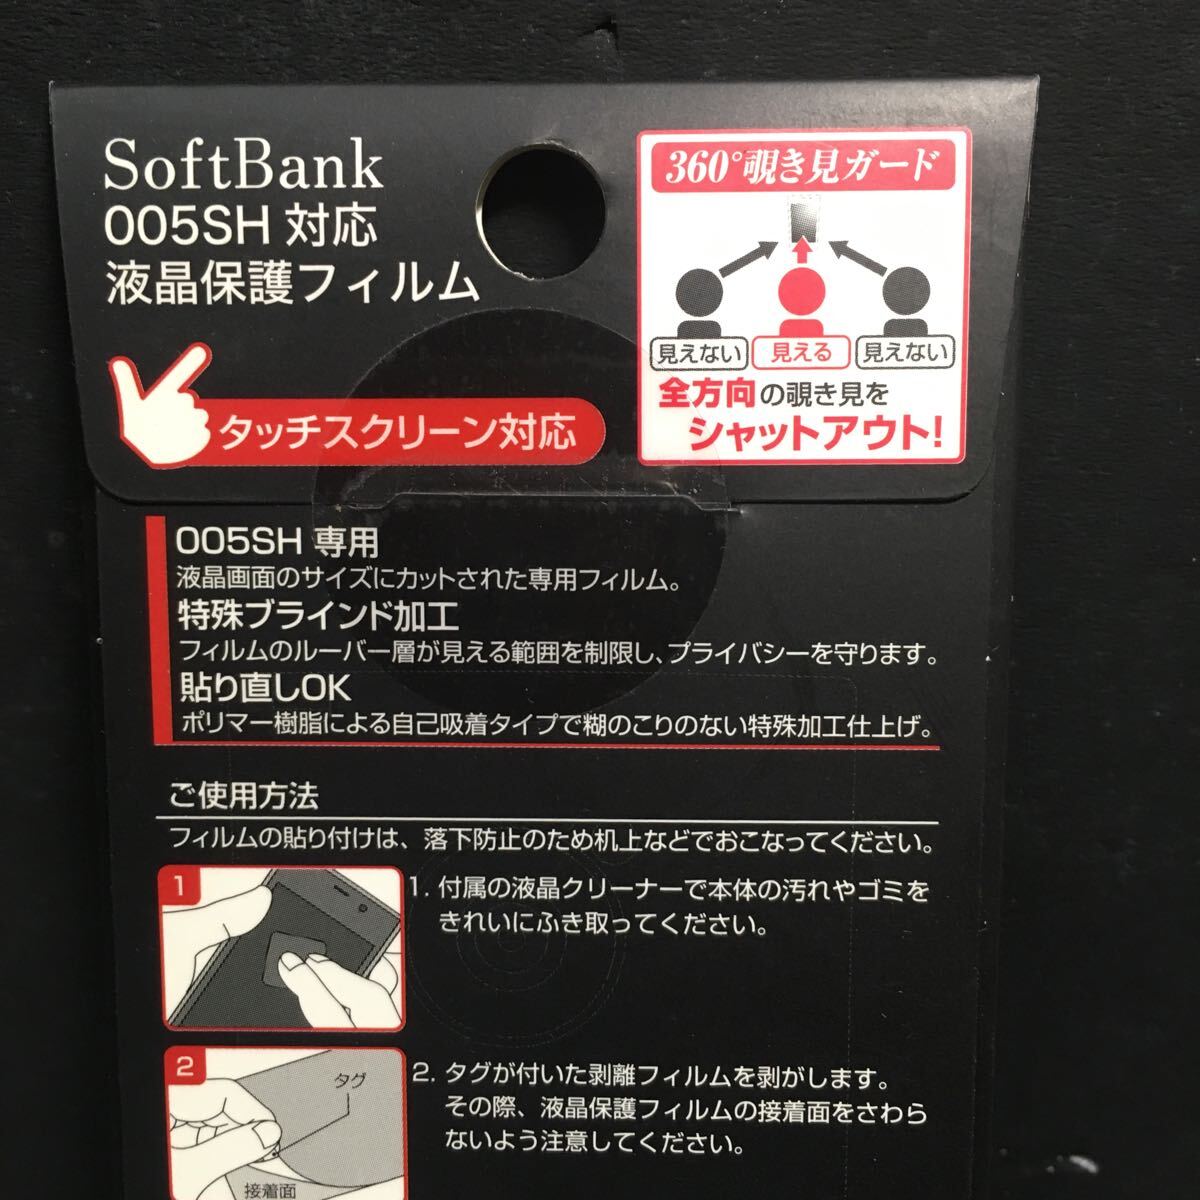 SoftBank
005SH 対応
液晶保護フィルム
タッチスクリーン対応
360°覗き見ガード
見えない 見える 見えない
全方向の覗き見を
シャットアウト!
005SH 専用
液晶画面のサイズにカットされた専用フィルム。
特殊ブラインド加工
フィルムのルーバー層が見える範囲を制限し、プライバシーを守ります。
貼り直しOK
ポリマー樹脂による自己吸着タイプで糊のこりのない特殊加工仕上げ。
ご使用方法
フィルムの貼り付けは、落下防止のため机上などでおこなってください。
1
1. 付属の液晶クリーナーで本体の汚れやゴミを
きれいにふき取ってください。
2
タグ
接着面
2. タグが付いた剥離フィルムを剥がします。
その際、液晶保護フィルムの接着面をさわら
ないよう注意してください。